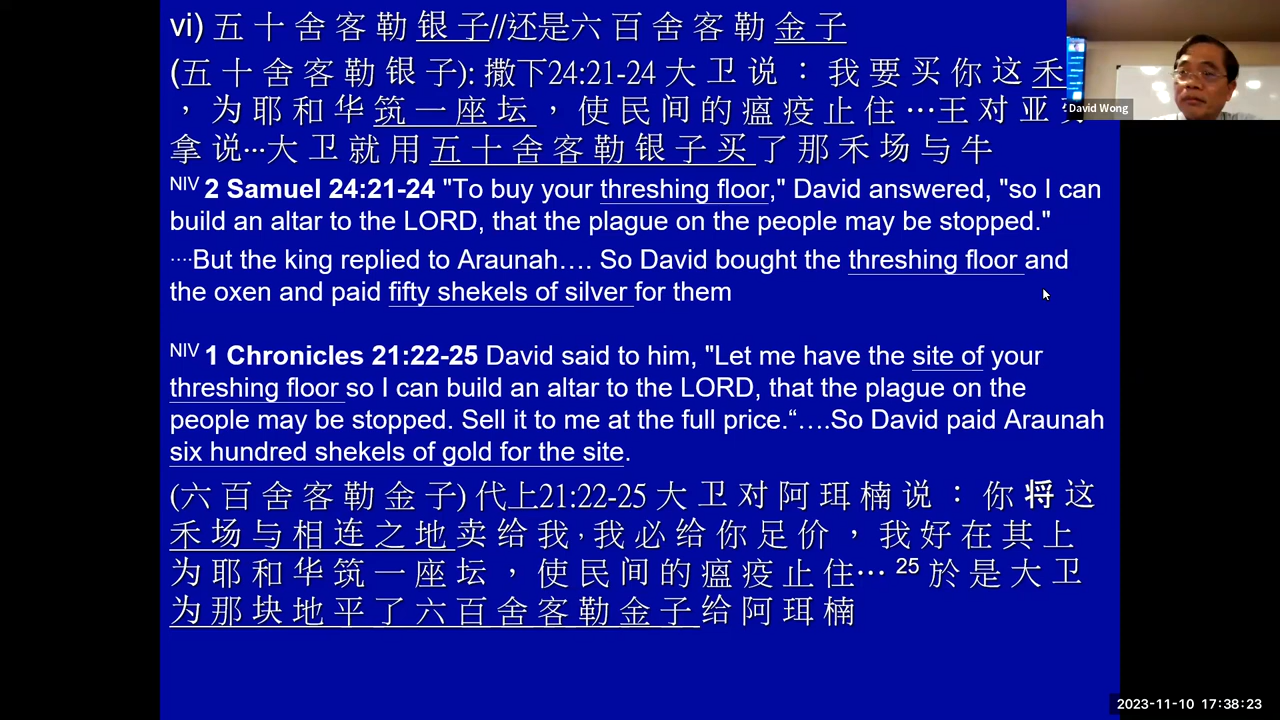 vi) 五十舍客勒银子//还是六百舍客勒金子
(五十舍客勒银子): 撒下24:21-24 大卫说：我要买你这禾
，为耶和华筑一座坛，使民间的瘟疫止住…王对亚
拿说…大卫就用五十舍客勒银子买了那禾场与牛
NIV 2 Samuel 24:21-24 "To buy your threshing floor," David answered, "so I can
build an altar to the LORD, that the plague on the people may be stopped."
....But the king replied to Araunah…. So David bought the threshing floor and
the oxen and paid fifty shekels of silver for them
NIV 1 Chronicles 21:22-25 David said to him, "Let me have the site of your
threshing floor so I can build an altar to the LORD, that the plague on the
people may be stopped. Sell it to me at the full price.“….So David paid Araunah
six hundred shekels of gold for the site.
(六百舍客勒金子) 代上21:22-25 大卫对阿珥楠说：你将这
禾场与相连之地卖给我，我必给你足价，我好在其上
为耶和华筑一座坛，使民间的瘟疫止住… 25 於是大卫
为那块地平了六百舍客勒金子给阿珥楠
David Wong
2023-11-10 17:38:23